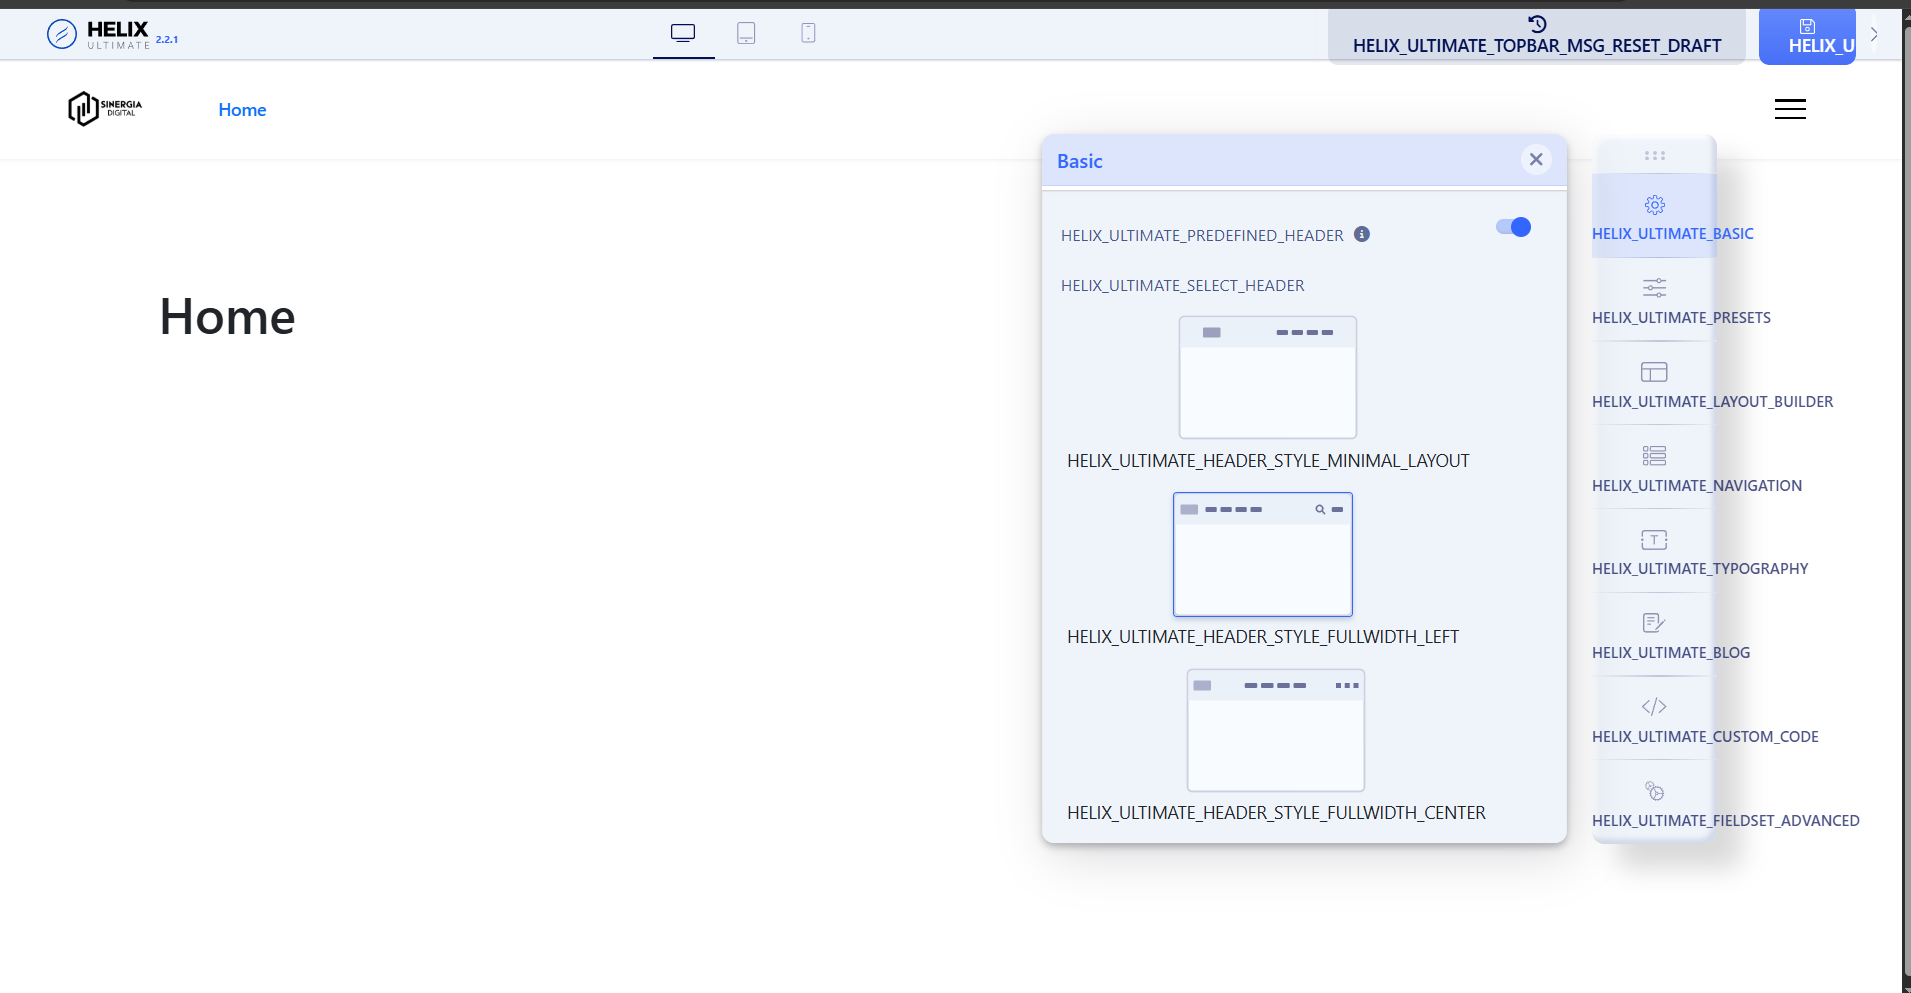 HELIX
ULTIMATE 2.2.1
HELIX_ULTIMATE_TOPBAR_MSG_RESET_DRAFT
HELIX_U
SINERGIA
DIGITAL
Home
Basic
HELIX_ULTIMATE_PREDEFINED_HEADER
HELIX_ULTIMATE_SELECT_HEADER
HELIX_ULTIMATE_HEADER_STYLE_MINIMAL_LAYOUT
HELIX_ULTIMATE_HEADER_STYLE_FULLWIDTH_LEFT
HELIX_ULTIMATE_HEADER_STYLE_FULLWIDTH_CENTER
HELIX_ULTIMATE_BASIC
HELIX_ULTIMATE_PRESETS
HELIX_ULTIMATE_LAYOUT_BUILDER
HELIX_ULTIMATE_NAVIGATION
HELIX_ULTIMATE_TYPOGRAPHY
HELIX_ULTIMATE_BLOG
HELIX_ULTIMATE_CUSTOM_CODE
HELIX_ULTIMATE_FIELDSET_ADVANCED
Home